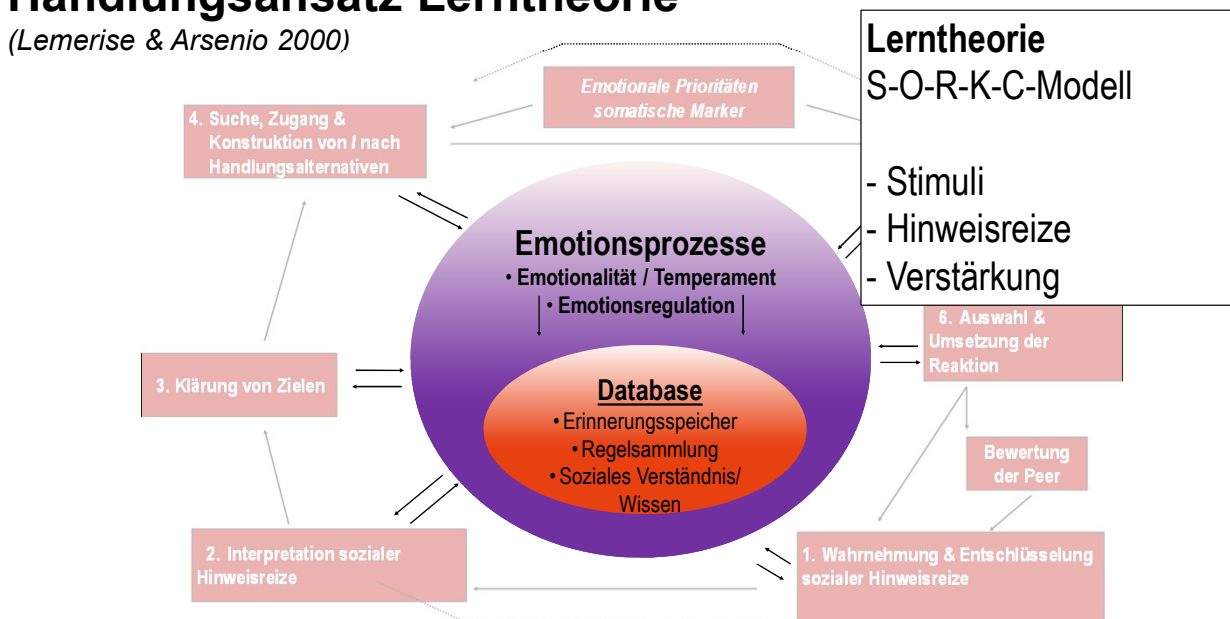 Handlungsansatz Lerntheorie
(Lemerise & Arsenio 2000)
Lerntheorie
S-O-R-K-C-Modell
- Stimuli
- Hinweisreize
- Verstärkung
Emotionale Prioritäten
somatische Marker
4. Suche, Zugang &
Konstruktion von / nach
Handlungsalternativen
Emotionsprozesse
• Emotionalität / Temperament
• Emotionsregulation
6. Auswahl &
Umsetzung der
Reaktion
3. Klärung von Zielen
Database
• Erinnerungsspeicher
• Regelsammlung
• Soziales Verständnis/
Wissen
Bewertung
der Peer
2. Interpretation sozialer
Hinweisreize
1. Wahrnehmung & Entschlüsselung
sozialer Hinweisreize